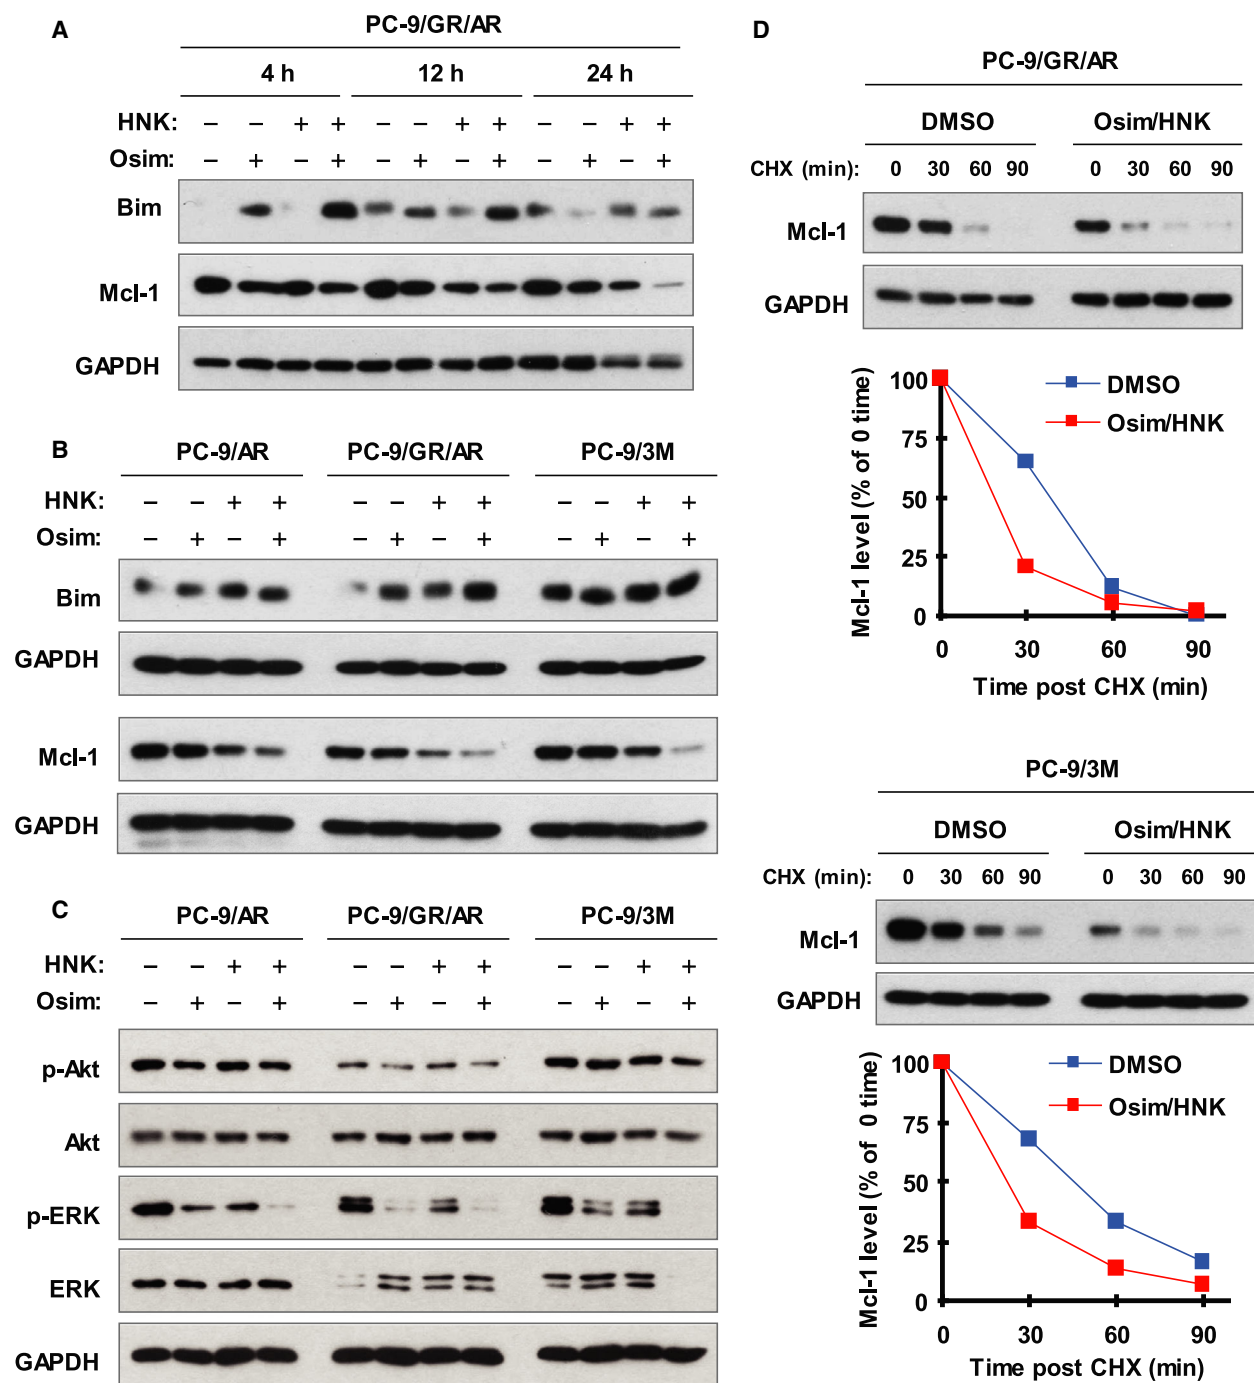 A
PC-9/GR/AR
4 h 12 h 24 h
HNK: – – + + – – + + – – + +
Osim: – + – + – + – + – + – +
Bim
Mcl-1
GAPDH
B
PC-9/AR PC-9/GR/AR PC-9/3M
HNK: – – + + – – + + – – + +
Osim: – + – + – + – + – + – +
Bim
GAPDH
Mcl-1
GAPDH
C
PC-9/AR PC-9/GR/AR PC-9/3M
HNK: – – + + – – + + – – + +
Osim: – + – + – + – + – + – +
p-Akt
Akt
p-ERK
ERK
GAPDH
D
PC-9/GR/AR
DMSO Osim/HNK
CHX (min): 0 30 60 90 0 30 60 90
Mcl-1
GAPDH
Mcl-1 level (% of 0 time)
100
75
50
25
0
DMSO
Osim/HNK
0 30 60 90
Time post CHX (min)
PC-9/3M
DMSO Osim/HNK
CHX (min): 0 30 60 90 0 30 60 90
Mcl-1
GAPDH
Mcl-1 level (% of 0 time)
100
75
50
25
0
DMSO
Osim/HNK
0 30 60 90
Time post CHX (min)